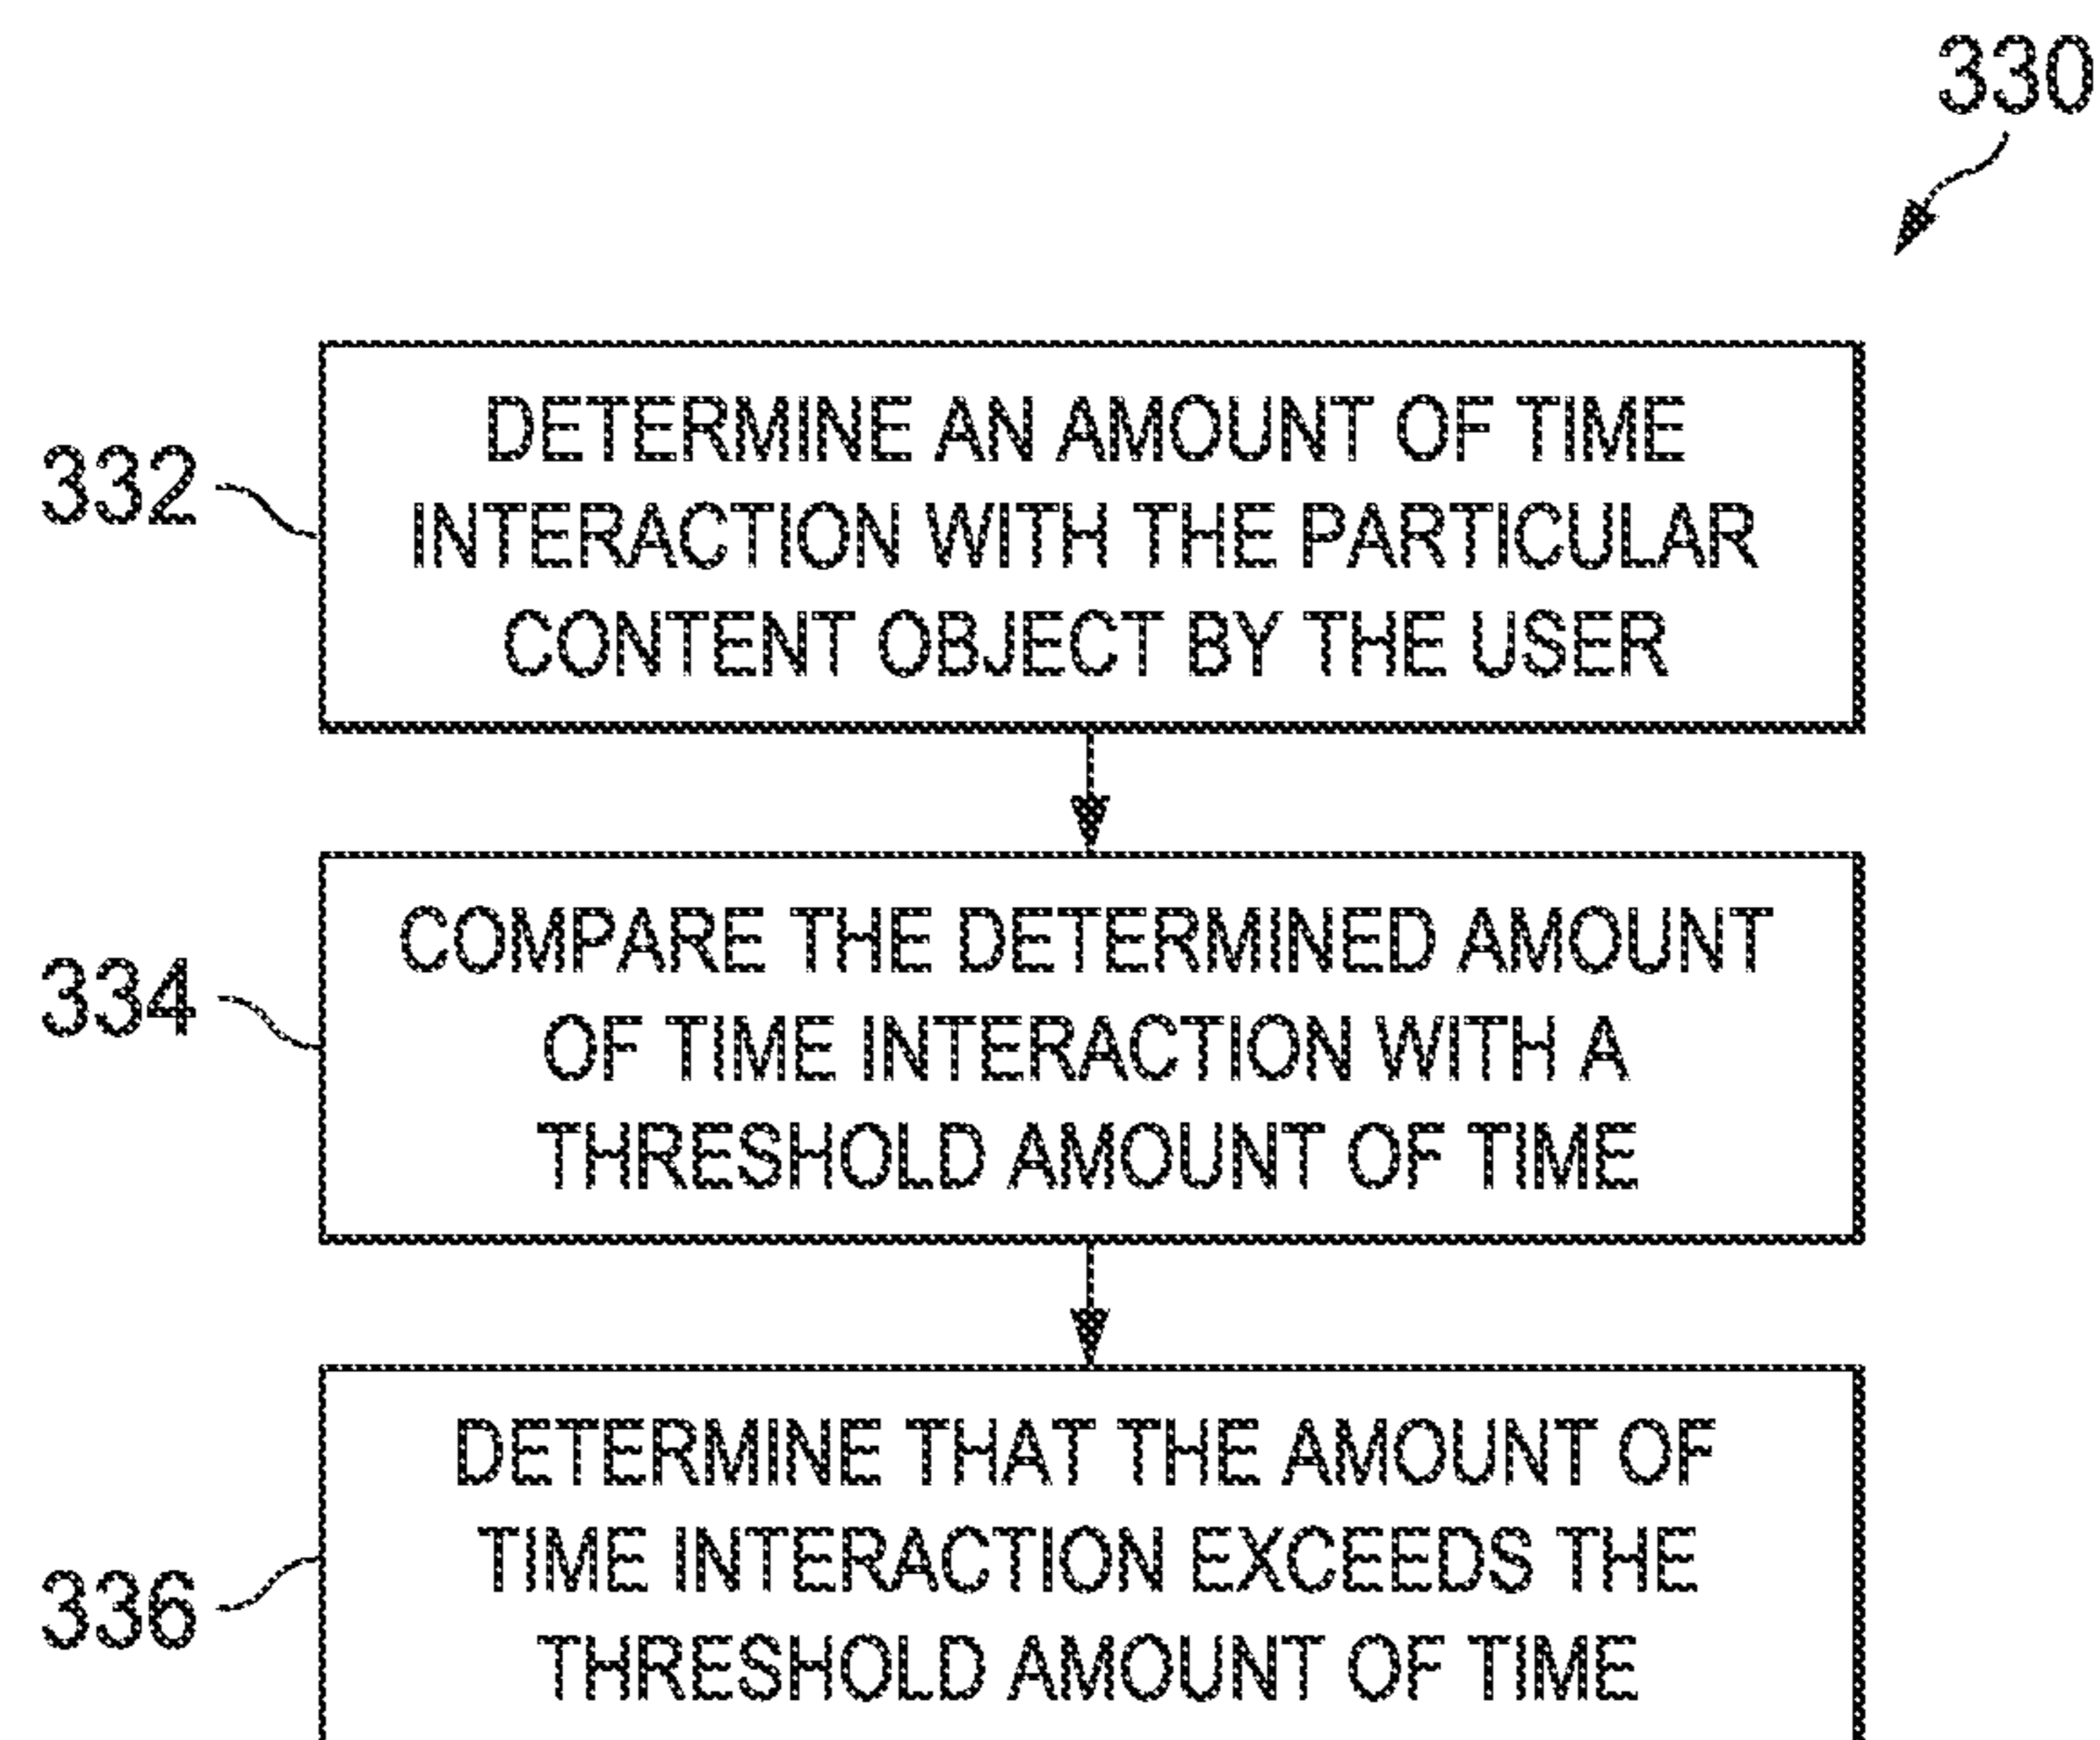 330
332
DETERMINE AN AMOUNT OF TIME
INTERACTION WITH THE PARTICULAR
CONTENT OBJECT BY THE USER
334
COMPARE THE DETERMINED AMOUNT
OF TIME INTERACTION WITH A
THRESHOLD AMOUNT OF TIME
336
DETERMINE THAT THE AMOUNT OF
TIME INTERACTION EXCEEDS THE
THRESHOLD AMOUNT OF TIME